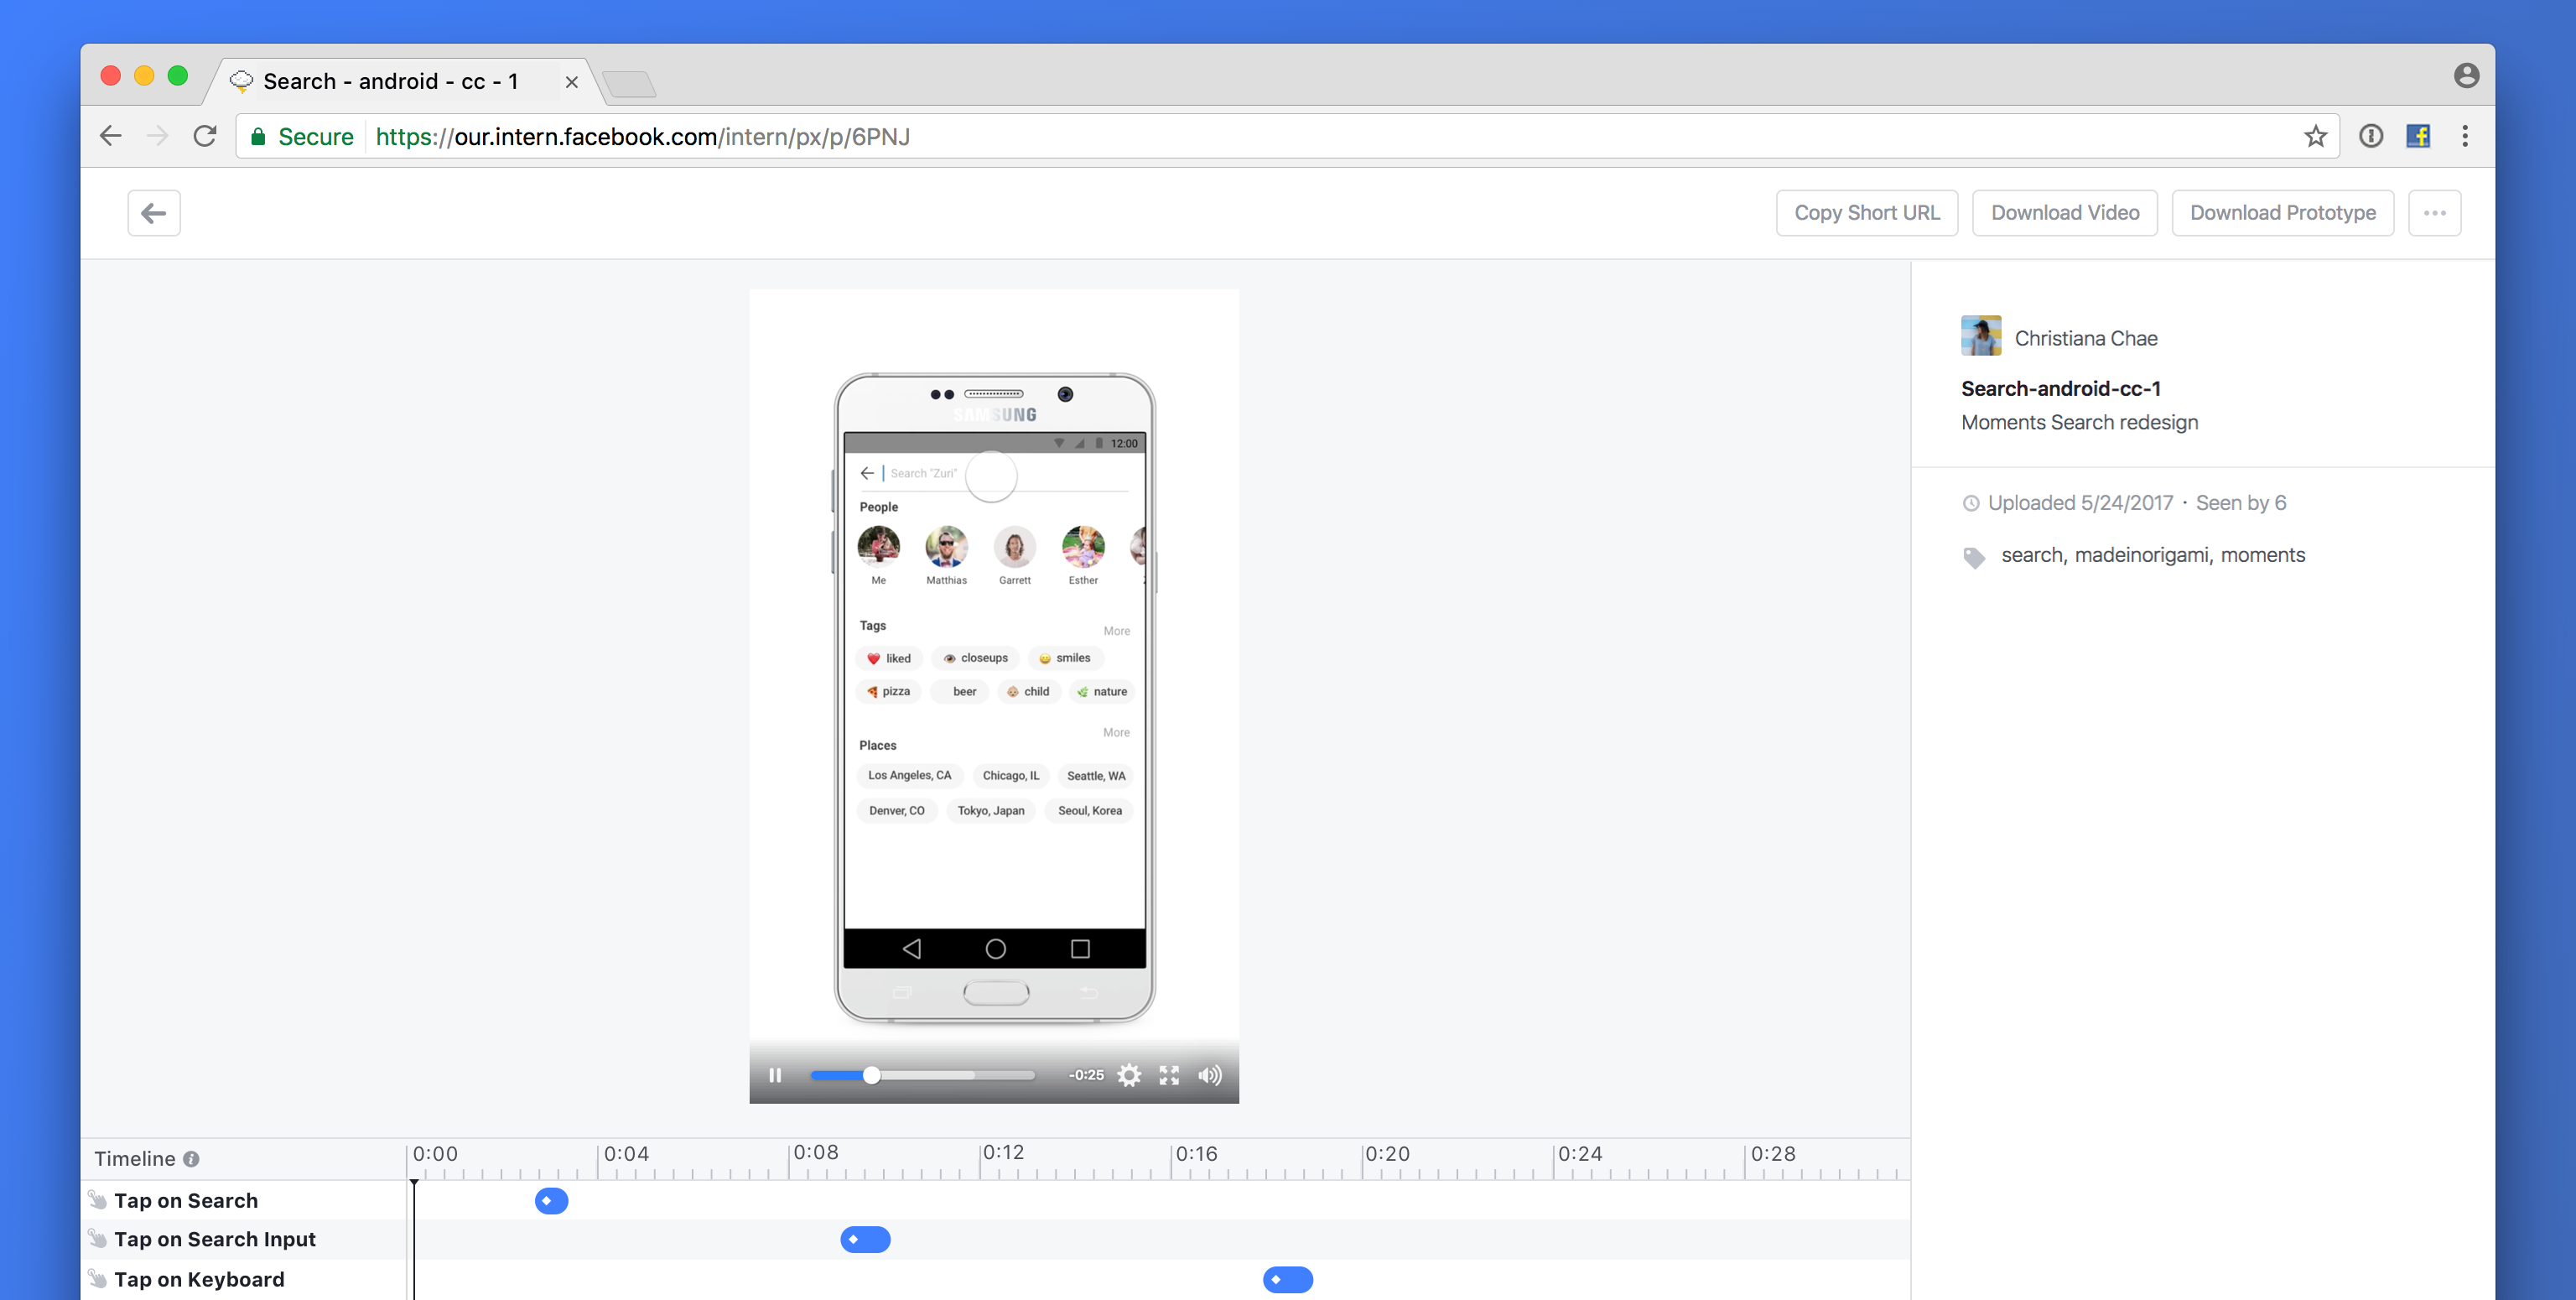 Search - android - cc - 1
Secure https://our.intern.facebook.com/intern/px/p/6PNJ
Copy Short URL Download Video Download Prototype
Christiana Chae
Search-android-cc-1
Moments Search redesign
Uploaded 5/24/2017 · Seen by 6
search, madeinorigami, moments
SAMSUNG
12:00
Search "Zuri"
People
Me Matthias Garrett Esther
Tags More
liked closeups smiles
pizza beer child nature
More
Places
Los Angeles, CA Chicago, IL Seattle, WA
Denver, CO Tokyo, Japan Seoul, Korea
-0:25
Timeline 0:00 0:04 0:08 0:12 0:16 0:20 0:24 0:28
Tap on Search
Tap on Search Input
Tap on Keyboard